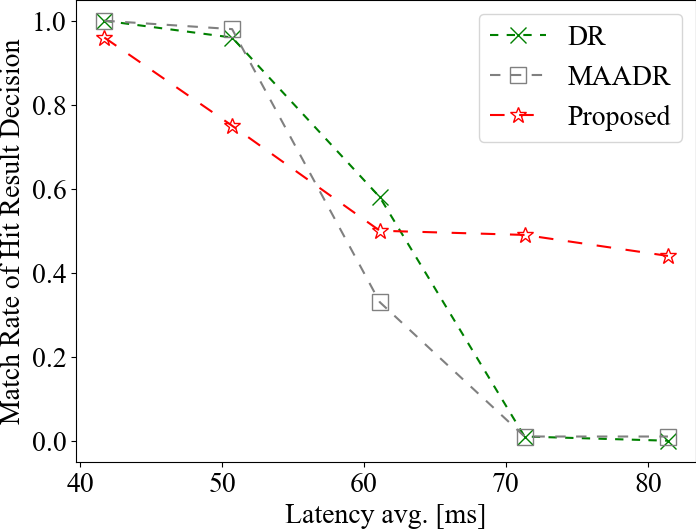 Match Rate of Hit Result Decision
1.0
0.8
0.6
0.4
0.2
0.0
40 50 60 70 80
Latency avg. [ms]
DR
MAADR
Proposed